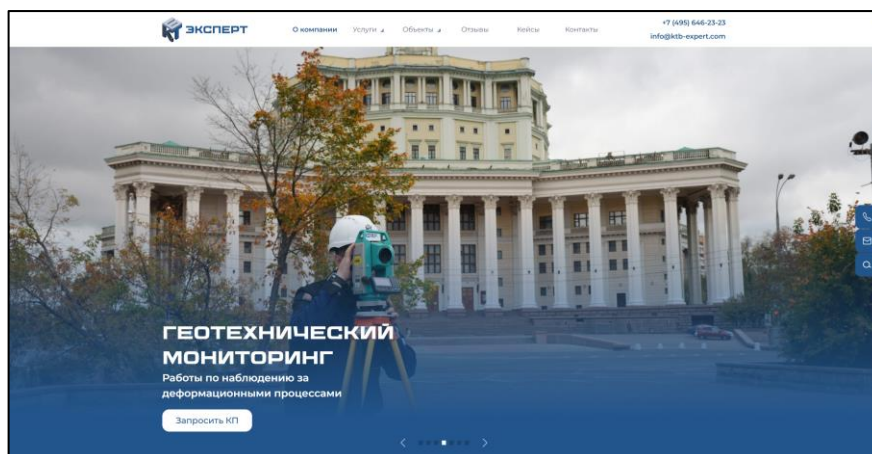 ЭКСПЕРТ
О компании Услуги Объекты Отзывы Кейсы Контакты
+7 (495) 646-23-23
info@ktb-expert.com
ГЕОТЕХНИЧЕСКИЙ
МОНИТОРИНГ
Работы по наблюдению за
деформационными процессами
Запросить КП